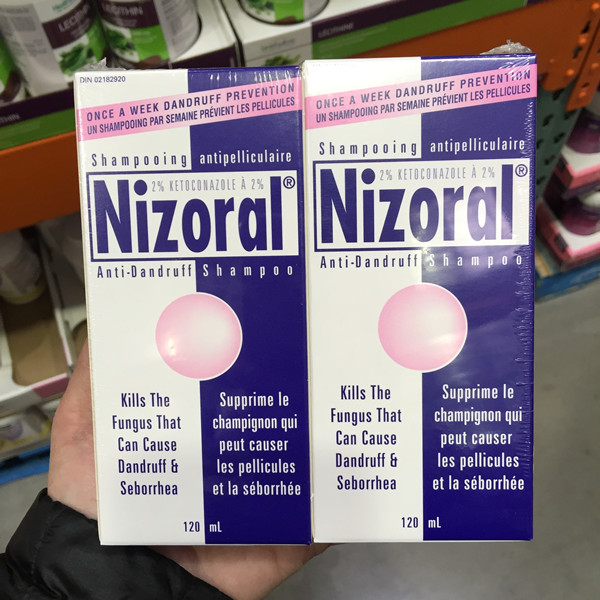 LECITHIN
LECITHIN
DIN 02182920
ONCE A WEEK DANDRUFF PREVENTION
UN SHAMPOOING PAR SEMAINE PRÉVIENT LES PELLICULES
Shampooing antipelliculaire
2% KETOCONAZOLE À 2%
Nizoral®
Anti-Dandruff Shampoo
Kills The
Fungus That
Can Cause
Dandruff &
Seborrhea
Supprime le
champignon qui
peut causer
les pellicules
et la séborrhée
120 mL
ONCE A WEEK DANDRUFF PREVENTION
UN SHAMPOOING PAR SEMAINE PRÉVIENT LES PELLICULES
Shampooing antipelliculaire
2% KETOCONAZOLE À 2%
Nizoral®
Anti-Dandruff Shampoo
Kills The
Fungus That
Can Cause
Dandruff &
Seborrhea
Supprime le
champignon qui
peut causer
les pellicules
et la séborrhée
120 mL